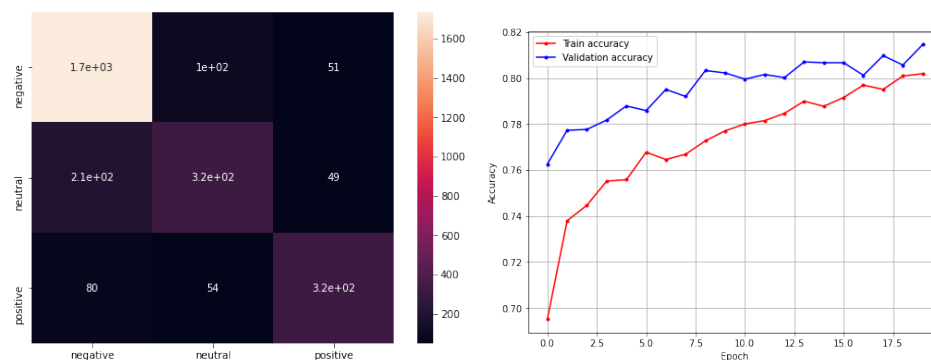 negative
neutral
positive
1.7e+03 1e+02 51
2.1e+02 3.2e+02 49
80 54 3.2e+02
negative neutral positive
1600
1400
1200
1000
800
600
400
200
Train accuracy
Validation accuracy
Accuracy
0.82
0.80
0.78
0.76
0.74
0.72
0.70
0.0 2.5 5.0 7.5 10.0 12.5 15.0 17.5
Epoch